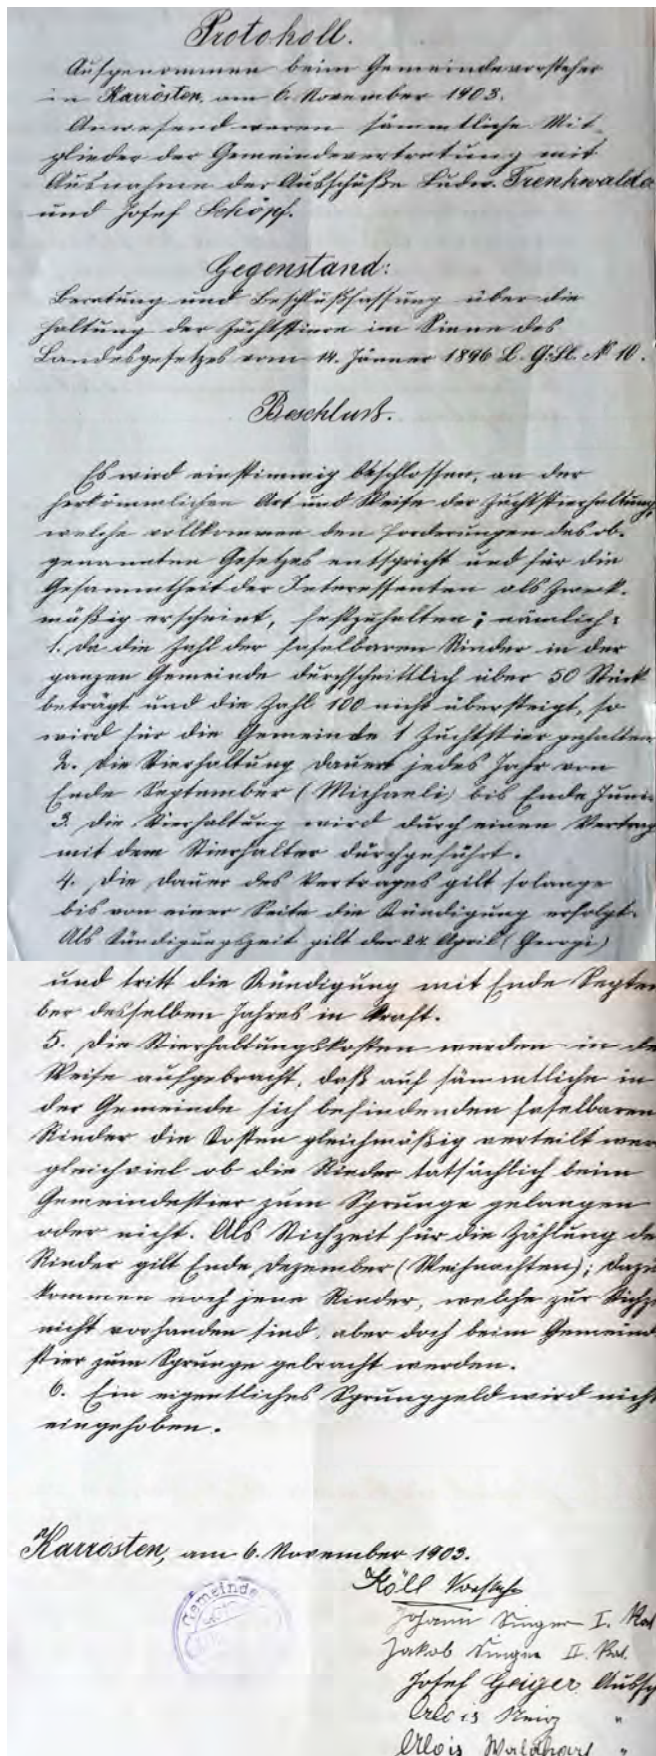 Protokoll.
Aufgenommen beim Gemeindevorsteher
in Karrösten, am 6. November 1903.
Anwesend waren sämmtliche Mit-
glieder der Gemeindevertretung mit
Ausnahme der Ausschüße Ludw. Trenkwalde
und Josef Schöpf.
Gegenstand:
Beratung und Beschlußfassung über die
Haltung der Zuchtstiere im Sinne des
Landesgesetzes vom 14. Jänner 1896 L. G. Bl. № 10.
Beschluß.
Es wird einstimmig beschlossen, an der
herkömmlichen Art und Weise der Zuchtstierhaltung,
welche vollkommen den Forderungen des ob-
genannten Gesetzes entspricht und für die
Gesammtheit der Interessenten als zweck-
mäßig erscheint, festzuhalten; nämlich:
1. Da die Zahl der faselbaren Rinder in der
ganzen Gemeinde durchschnittlich über 50 Stück
beträgt und die Zahl 100 nicht übersteigt, so
wird für die Gemeinde 1 Zuchtstier gehalten
2. Die Stierhaltung dauert jedes Jahr von
Ende September (Michaeli) bis Ende Juni.
3. Die Stierhaltung wird durch einen Vertrag
mit dem Stierhalter durchgeführt.
4. Die Dauer des Vertrages gilt solange
bis von einer Seite die Kündigung erfolgt.
Als Kündigungszeit gilt der 24. April (Georgi)
und tritt die Kündigung mit Ende Septem
ber desselben Jahres in Kraft.
5. Die Stierhaltungskosten werden in de
Weise aufgebracht, daß auf sämmtliche in
der Gemeinde sich befindenden faselbaren
Rinder die Kosten gleichmäßig verteilt wer
gleichviel ob die Rinder tatsächlich beim
Gemeindestier zum Sprunge gelangen
oder nicht. Als Stichzeit für die Zählung de
Rinder gilt Ende Dezember (Weihnachten); dazu
kommen noch jene Rinder, welche zur Stichz
nicht vorhanden sind, aber doch beim Gemeind
stier zum Sprunge gebracht werden.
6. Ein eigentliches Sprunggeld wird nicht
eingehoben.
Karrösten, am 6. November 1903.
Gemeinde
Köll Vorsteher
Johann Singer I. Rat
Jakob Singer II. Rat.
Josef Geiger Aussch
Alois "
Alois "